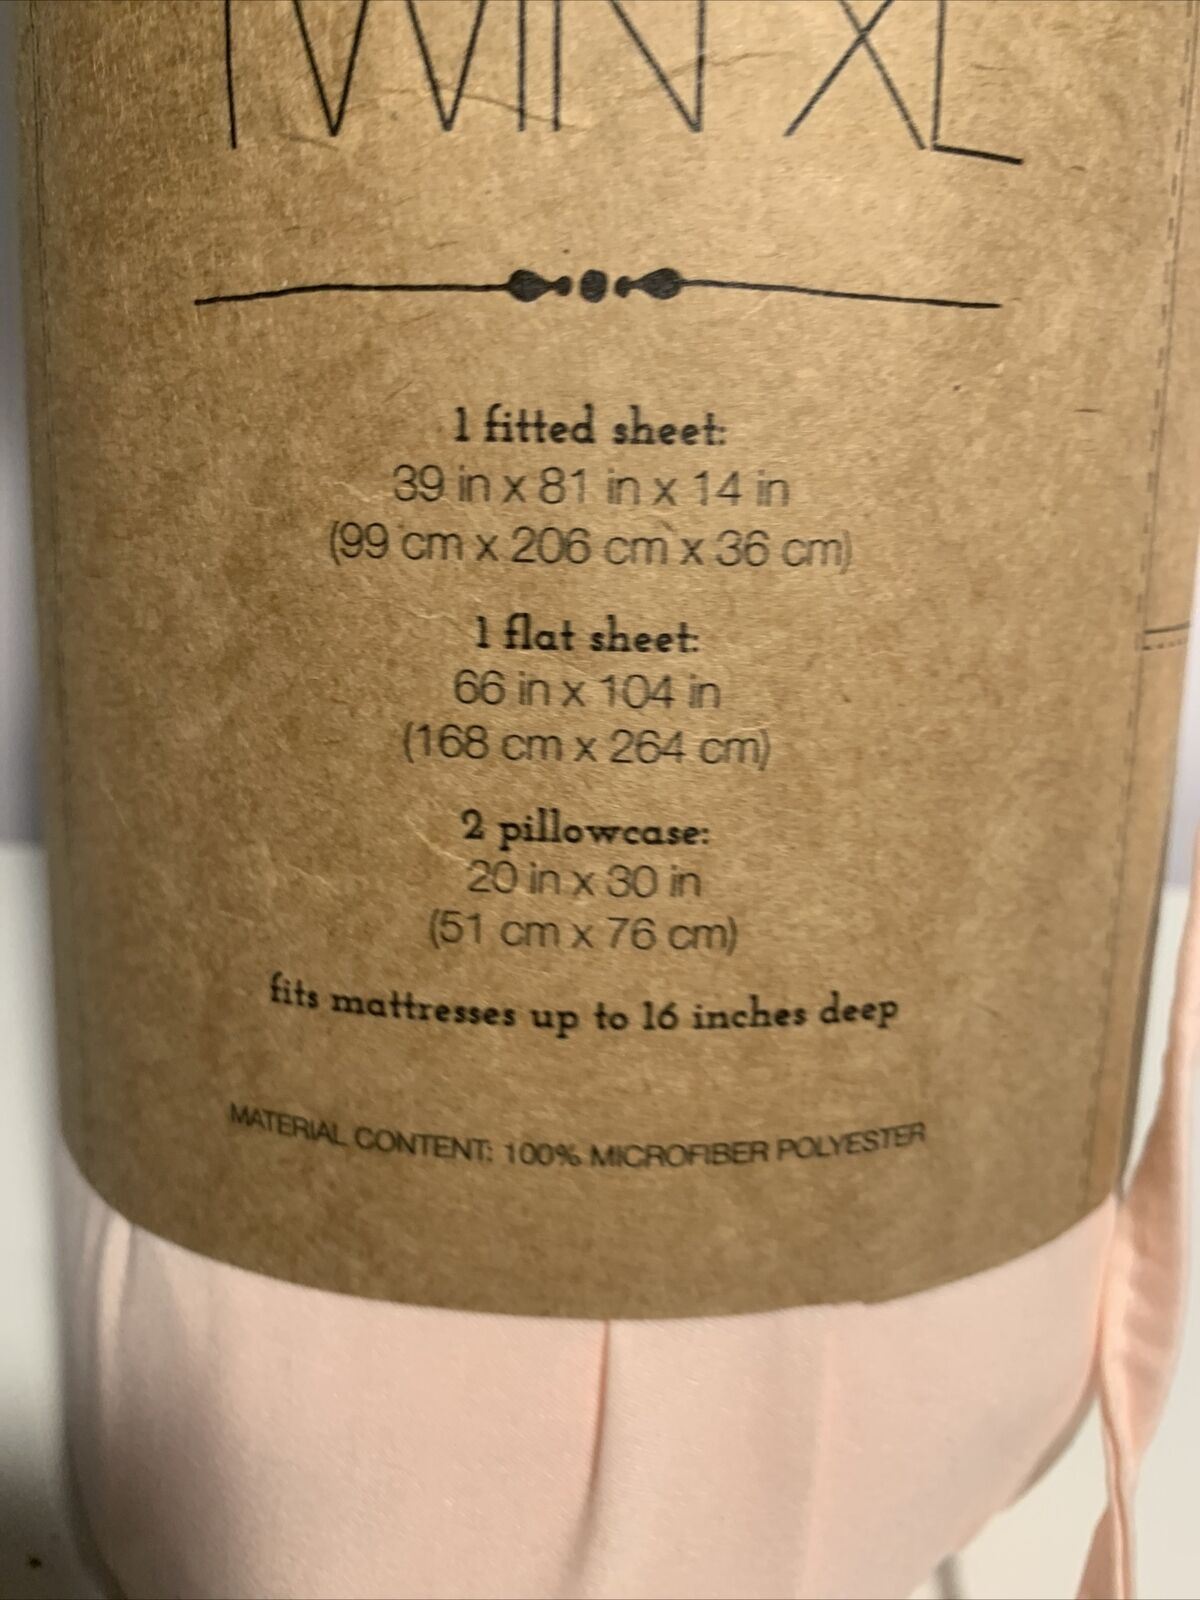 TWIN XL
1 fitted sheet:
39 in x 81 in x 14 in
(99 cm x 206 cm x 36 cm)
1 flat sheet:
66 in x 104 in
(168 cm x 264 cm)
2 pillowcase:
20 in x 30 in
(51 cm x 76 cm)
fits mattresses up to 16 inches deep
MATERIAL CONTENT: 100% MICROFIBER POLYESTER